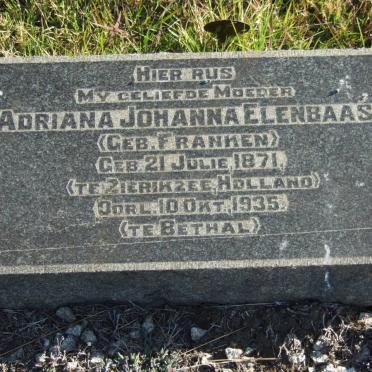 HIER RUS
MY GELIEFDE MOEDER
ADRIANA JOHANNA ELENBAAS
(GEB. FRANKEN)
GEB. 21 JULIE 1871.
(TE ZIERIKZEE, HOLLAND)
OORL. 10 OKT. 1935.
(TE BETHAL)